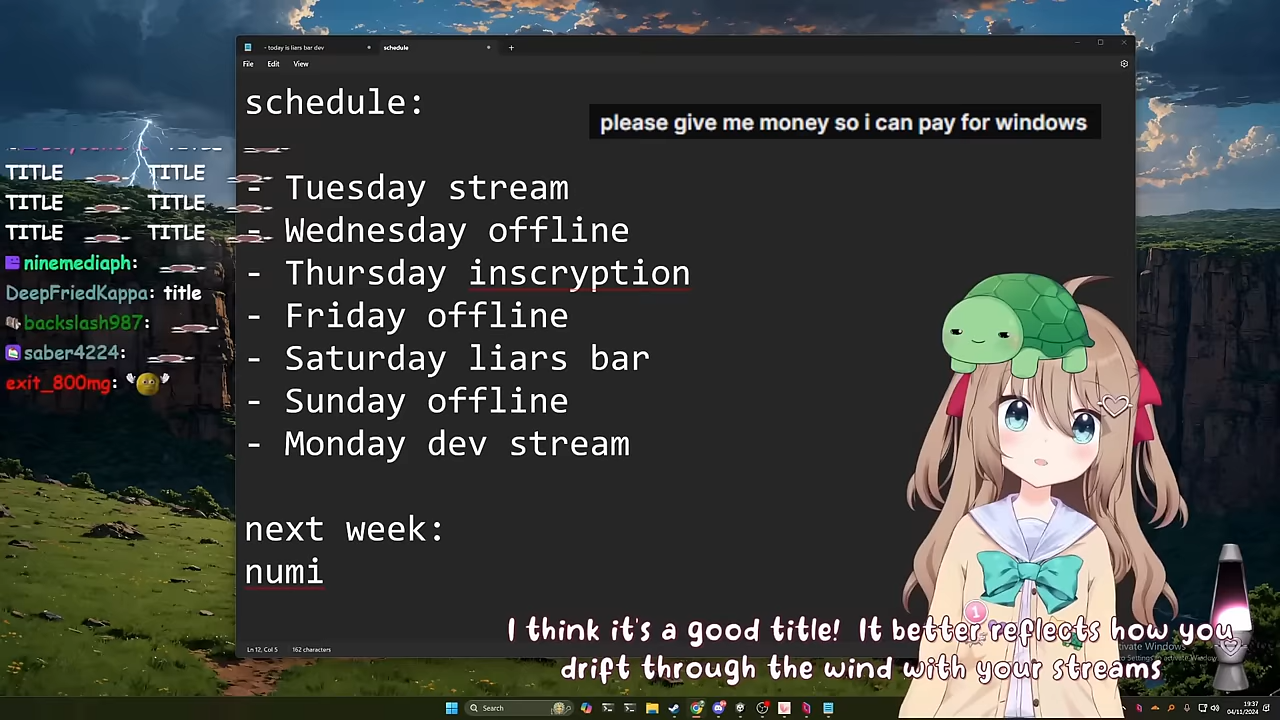 - today is liars bar dev
schedule
File Edit View
schedule:
please give me money so i can pay for windows
- Tuesday stream
- Wednesday offline
- Thursday inscryption
- Friday offline
- Saturday liars bar
- Sunday offline
- Monday dev stream
next week:
numi
TITLE TITLE
TITLE TITLE
TITLE TITLE
ninemediaph:
DeepFriedKappa: title
backslash987:
saber4224:
exit_800mg:
1
I think it's a good title! It better reflects how you
drift through the wind with your streams
Ln 12, Col 5 162 characters
Search
19:37
04/11/2024